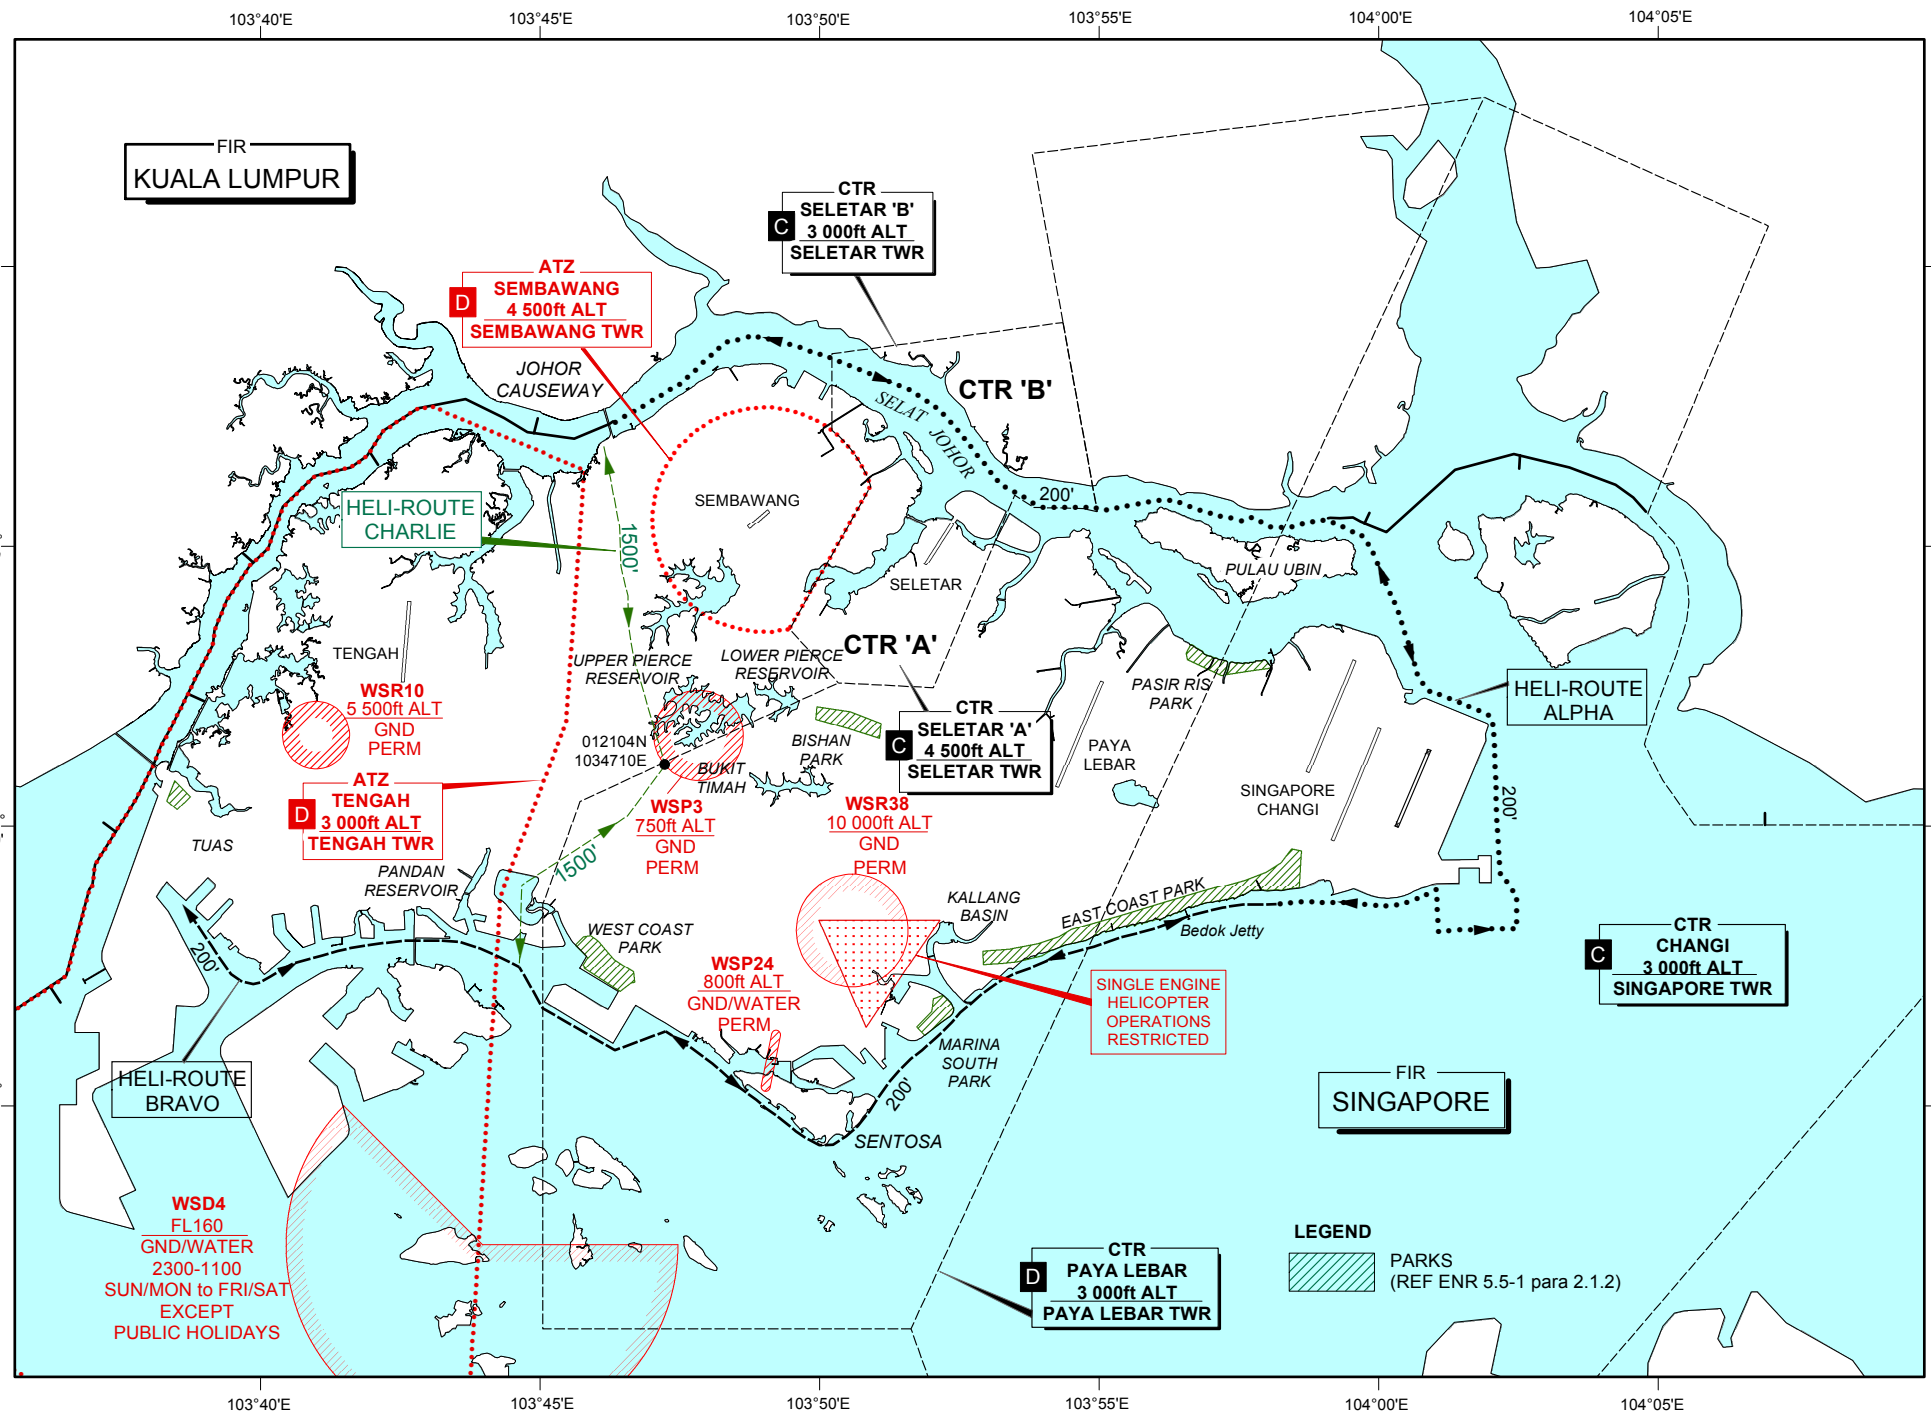 103°40'E
103°45'E
103°50'E
103°55'E
104°00'E
104°05'E
FIR
KUALA LUMPUR
CTR
SELETAR 'B'
C
3 000ft ALT
SELETAR TWR
ATZ
SEMBAWANG
D
4 500ft ALT
SEMBAWANG TWR
JOHOR
CAUSEWAY
CTR 'B'
SELAT JOHOR
200'
HELI-ROUTE
CHARLIE
1500'
SEMBAWANG
SELETAR
PULAU UBIN
TENGAH
CTR 'A'
UPPER PIERCE
RESERVOIR
LOWER PIERCE
RESERVOIR
WSR10
5 500ft ALT
GND
PERM
PASIR RIS
PARK
HELI-ROUTE
ALPHA
CTR
SELETAR 'A'
C
4 500ft ALT
SELETAR TWR
012104N
1034710E
BUKIT
TIMAH
BISHAN
PARK
PAYA
LEBAR
SINGAPORE
CHANGI
200'
ATZ
TENGAH
D
3 000ft ALT
TENGAH TWR
WSP3
750ft ALT
GND
PERM
WSR38
10 000ft ALT
GND
PERM
TUAS
1500'
PANDAN
RESERVOIR
KALLANG
BASIN
EAST COAST PARK
Bedok Jetty
WEST COAST
PARK
200'
CTR
CHANGI
C
3 000ft ALT
SINGAPORE TWR
WSP24
800ft ALT
GND/WATER
PERM
SINGLE ENGINE
HELICOPTER
OPERATIONS
RESTRICTED
MARINA
SOUTH
PARK
200'
HELI-ROUTE
BRAVO
FIR
SINGAPORE
SENTOSA
WSD4
FL160
GND/WATER
2300-1100
SUN/MON to FRI/SAT
EXCEPT
PUBLIC HOLIDAYS
LEGEND
PARKS
(REF ENR 5.5-1 para 2.1.2)
CTR
PAYA LEBAR
D
3 000ft ALT
PAYA LEBAR TWR
103°40'E
103°45'E
103°50'E
103°55'E
104°00'E
104°05'E